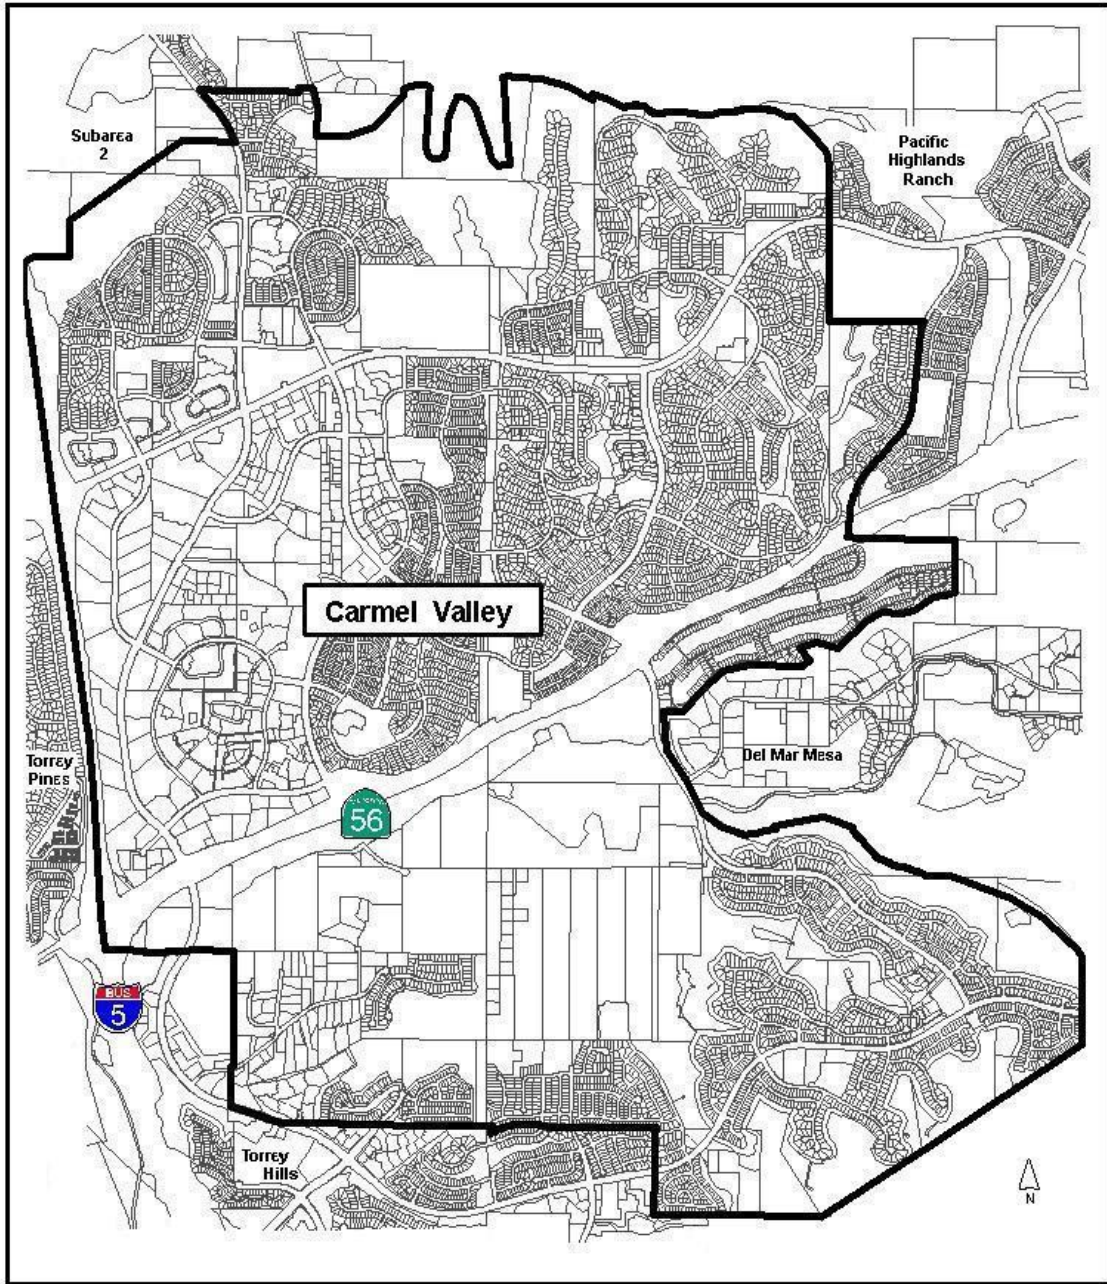 Subarea
2
Pacific
Highlands
Ranch
Carmel Valley
Torrey
Pines
Del Mar Mesa
56
BUS
5
Torrey
Hills
N